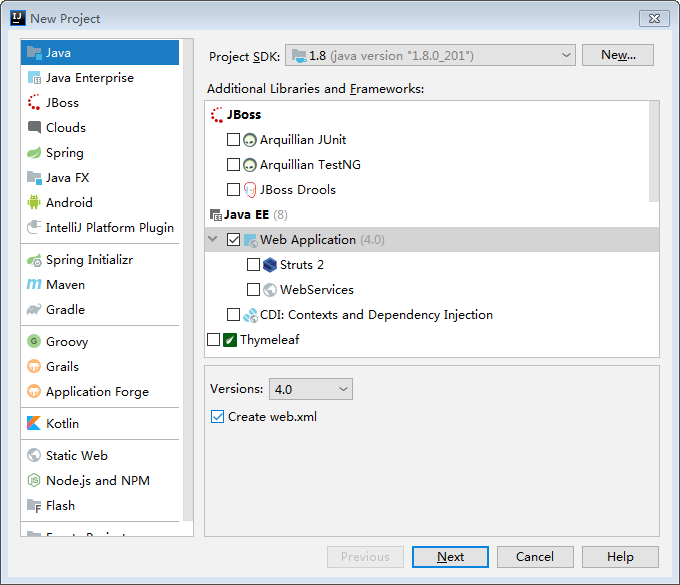 New Project
Java
Java Enterprise
JBoss
Clouds
Spring
Java FX
Android
IntelliJ Platform Plugin
Spring Initializr
Maven
Gradle
Groovy
Grails
Application Forge
Kotlin
Static Web
Node.js and NPM
Flash
Project SDK: 1.8 (java version "1.8.0_201") New...
Additional Libraries and Frameworks:
JBoss
Arquillian JUnit
Arquillian TestNG
JBoss Drools
Java EE (8)
Web Application (4.0)
Struts 2
WebServices
CDI: Contexts and Dependency Injection
Thymeleaf
Versions: 4.0
Create web.xml
Previous Next Cancel Help